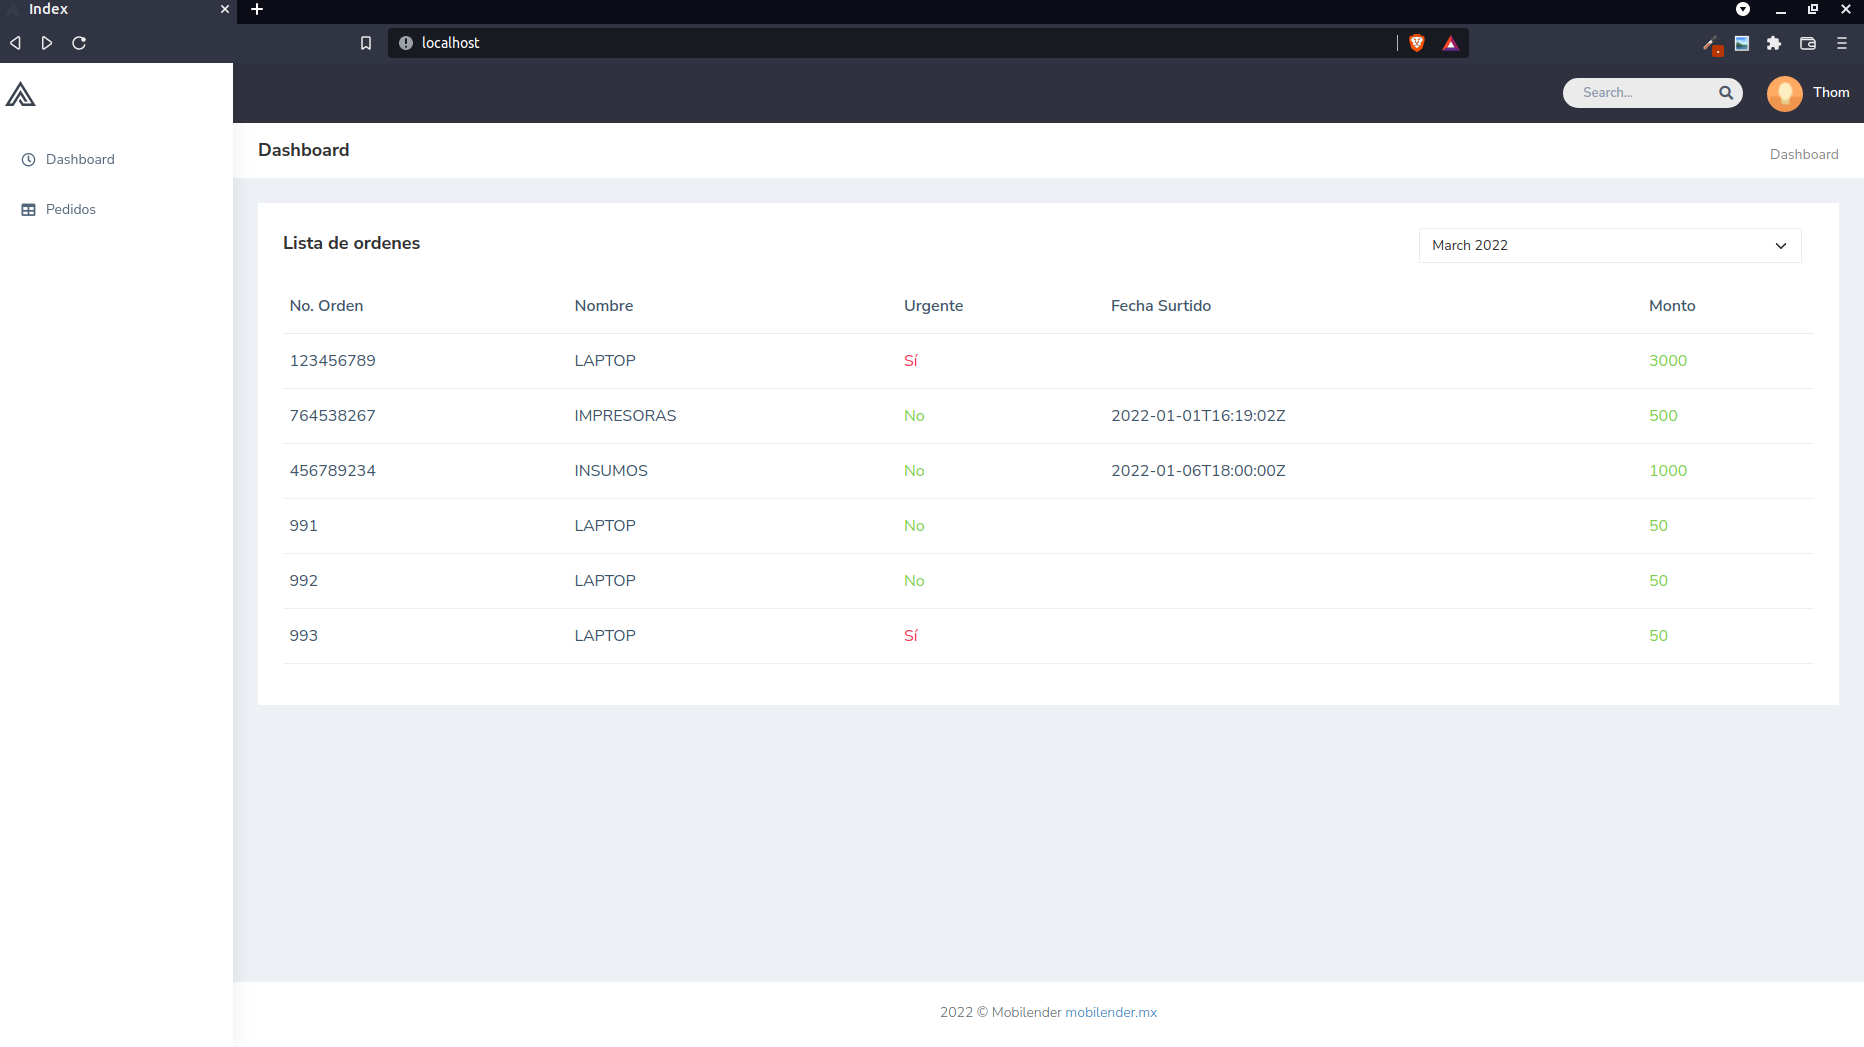 Index
localhost
Search...
Thom
Dashboard
Pedidos
Dashboard
Dashboard
Lista de ordenes
March 2022
No. Orden Nombre Urgente Fecha Surtido Monto
123456789 LAPTOP Sí 3000
764538267 IMPRESORAS No 2022-01-01T16:19:02Z 500
456789234 INSUMOS No 2022-01-06T18:00:00Z 1000
991 LAPTOP No 50
992 LAPTOP No 50
993 LAPTOP Sí 50
2022 © Mobilender mobilender.mx